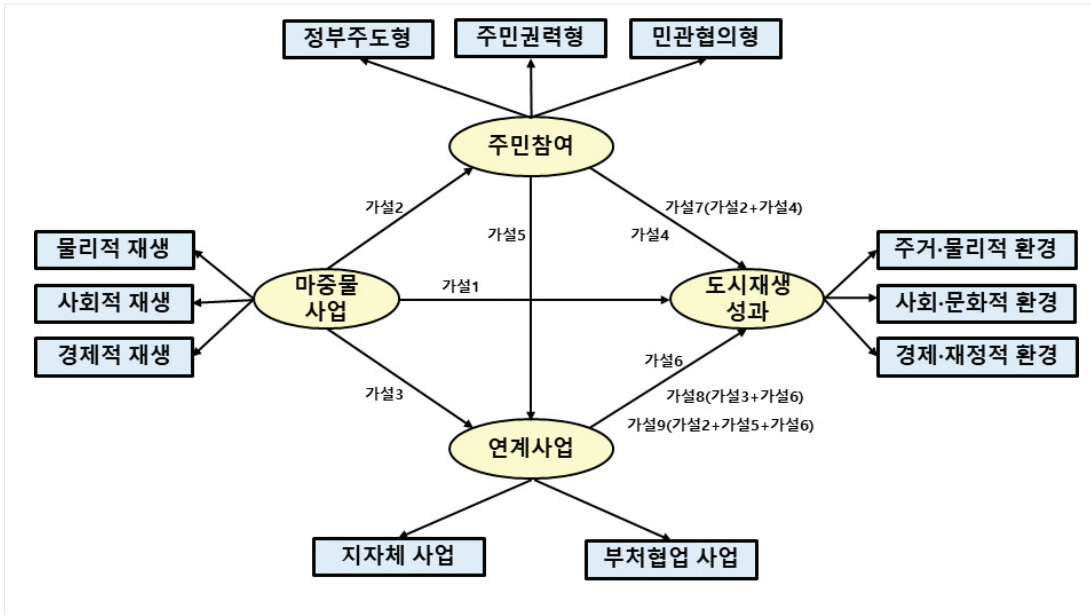 정부주도형
주민권력형
민관협의형
주민참여
가설2
가설7(가설2+가설4)
가설5
가설4
물리적 재생
주거·물리적 환경
마중물
사업
가설1
도시재생
성과
사회적 재생
사회·문화적 환경
경제적 재생
경제·재정적 환경
가설6
가설3
가설8(가설3+가설6)
가설9(가설2+가설5+가설6)
연계사업
지자체 사업
부처협업 사업